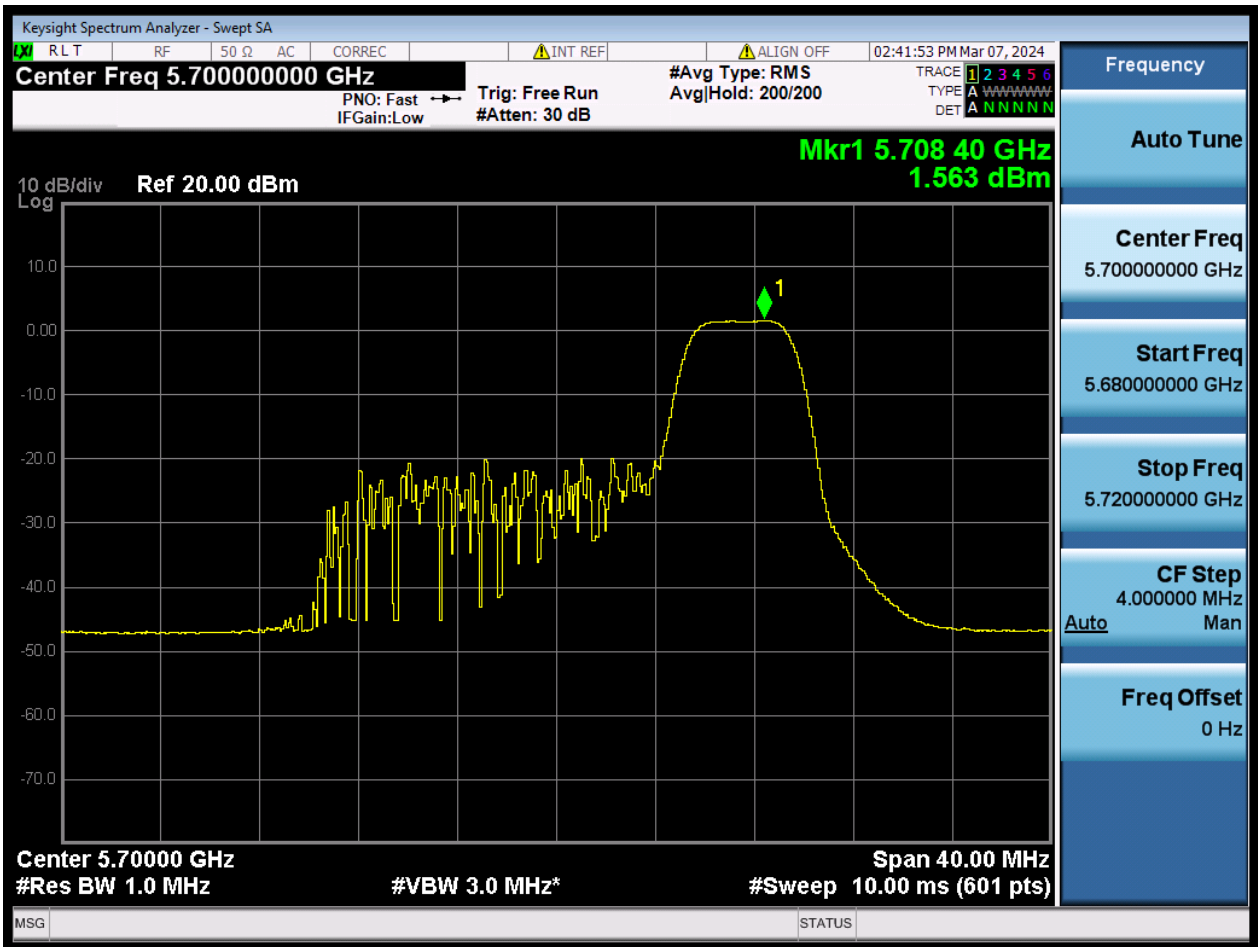 Keysight Spectrum Analyzer - Swept SA
LXI RLT RF 50 Ω AC CORREC INT REF ALIGN OFF 02:41:53 PM Mar 07, 2024
Center Freq 5.700000000 GHz
PNO: Fast
IFGain:Low
Trig: Free Run
#Atten: 30 dB
#Avg Type: RMS
Avg|Hold: 200/200
TRACE 1 2 3 4 5 6
TYPE A WWWWW
DET A N N N N N
Mkr1 5.708 40 GHz
1.563 dBm
10 dB/div Ref 20.00 dBm
Log
10.0
0.00
-10.0
-20.0
-30.0
-40.0
-50.0
-60.0
-70.0
1
Center 5.70000 GHz Span 40.00 MHz
#Res BW 1.0 MHz #VBW 3.0 MHz* #Sweep 10.00 ms (601 pts)
MSG STATUS
Frequency
Auto Tune
Center Freq
5.700000000 GHz
Start Freq
5.680000000 GHz
Stop Freq
5.720000000 GHz
CF Step
4.000000 MHz
Auto Man
Freq Offset
0 Hz